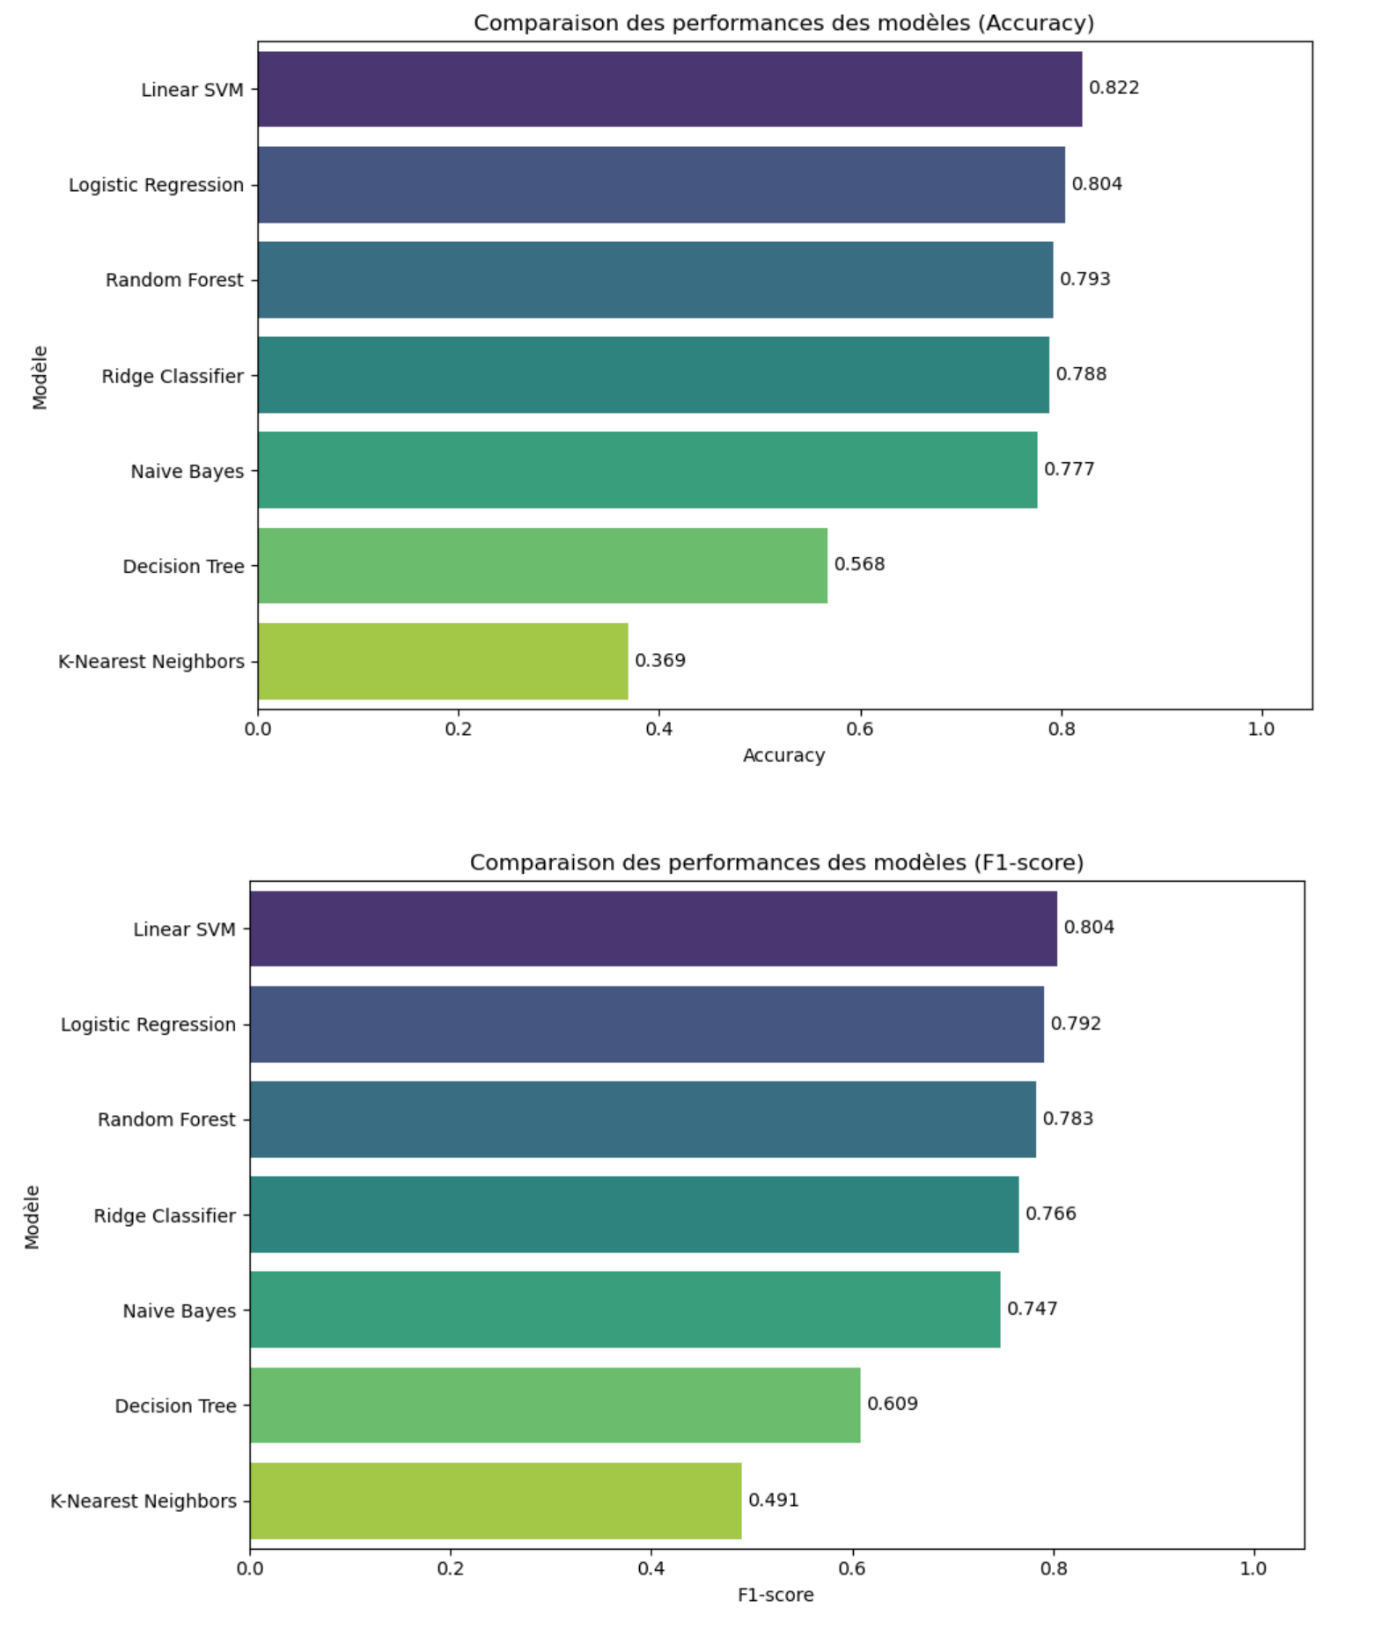 Comparaison des performances des modèles (Accuracy)
Linear SVM
0.822
Logistic Regression
0.804
Random Forest
0.793
Ridge Classifier
0.788
Naive Bayes
0.777
Decision Tree
0.568
K-Nearest Neighbors
0.369
Modèle
0.0 0.2 0.4 0.6 0.8 1.0
Accuracy
Comparaison des performances des modèles (F1-score)
Linear SVM
0.804
Logistic Regression
0.792
Random Forest
0.783
Ridge Classifier
0.766
Naive Bayes
0.747
Decision Tree
0.609
K-Nearest Neighbors
0.491
Modèle
0.0 0.2 0.4 0.6 0.8 1.0
F1-score